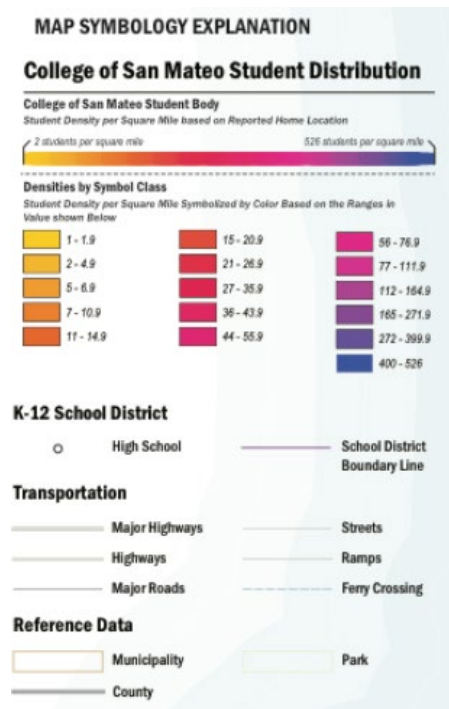 MAP SYMBOLOGY EXPLANATION
College of San Mateo Student Distribution
College of San Mateo Student Body
Student Density per Square Mile based on Reported Home Location
2 students per square mile
526 students per square mile
Densities by Symbol Class
Student Density per Square Mile Symbolized by Color Based on the Ranges in
Value shown Below
1 - 1.9
2 - 4.9
5 - 6.9
7 - 10.9
11 - 14.9
15 - 20.9
21 - 26.9
27 - 35.9
36 - 43.9
44 - 55.9
56 - 76.9
77 - 111.9
112 - 164.9
165 - 271.9
272 - 399.9
400 - 526
K-12 School District
High School
School District
Boundary Line
Transportation
Major Highways
Streets
Highways
Ramps
Major Roads
Ferry Crossing
Reference Data
Municipality
Park
County